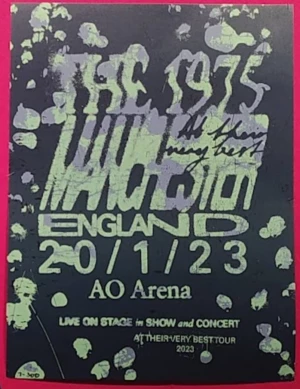 THE 1975
At their
very best
ENGLAND
20/1/23
AO Arena
LIVE ON STAGE in SHOW and CONCERT
AT THEIR VERY BEST TOUR
2023